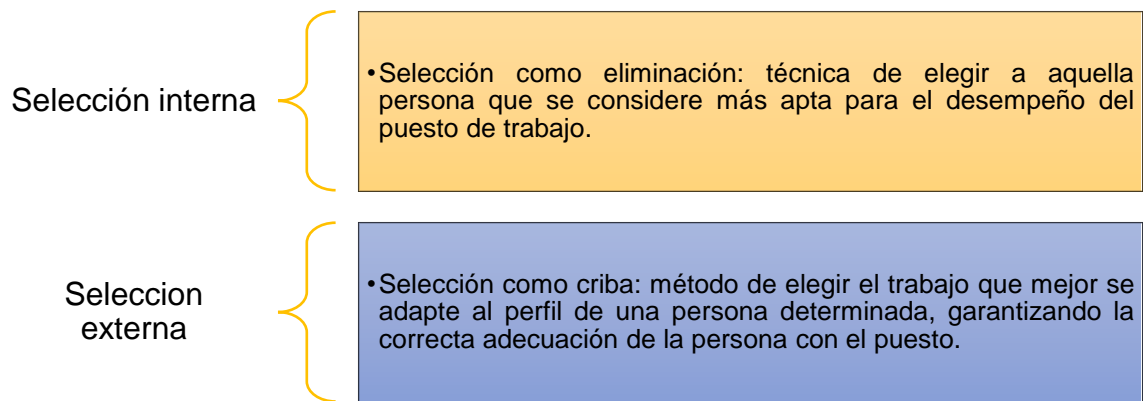 Selección interna
•Selección como eliminación: técnica de elegir a aquella
persona que se considere más apta para el desempeño del
puesto de trabajo.
Seleccion
externa
•Selección como criba: método de elegir el trabajo que mejor se
adapte al perfil de una persona determinada, garantizando la
correcta adecuación de la persona con el puesto.